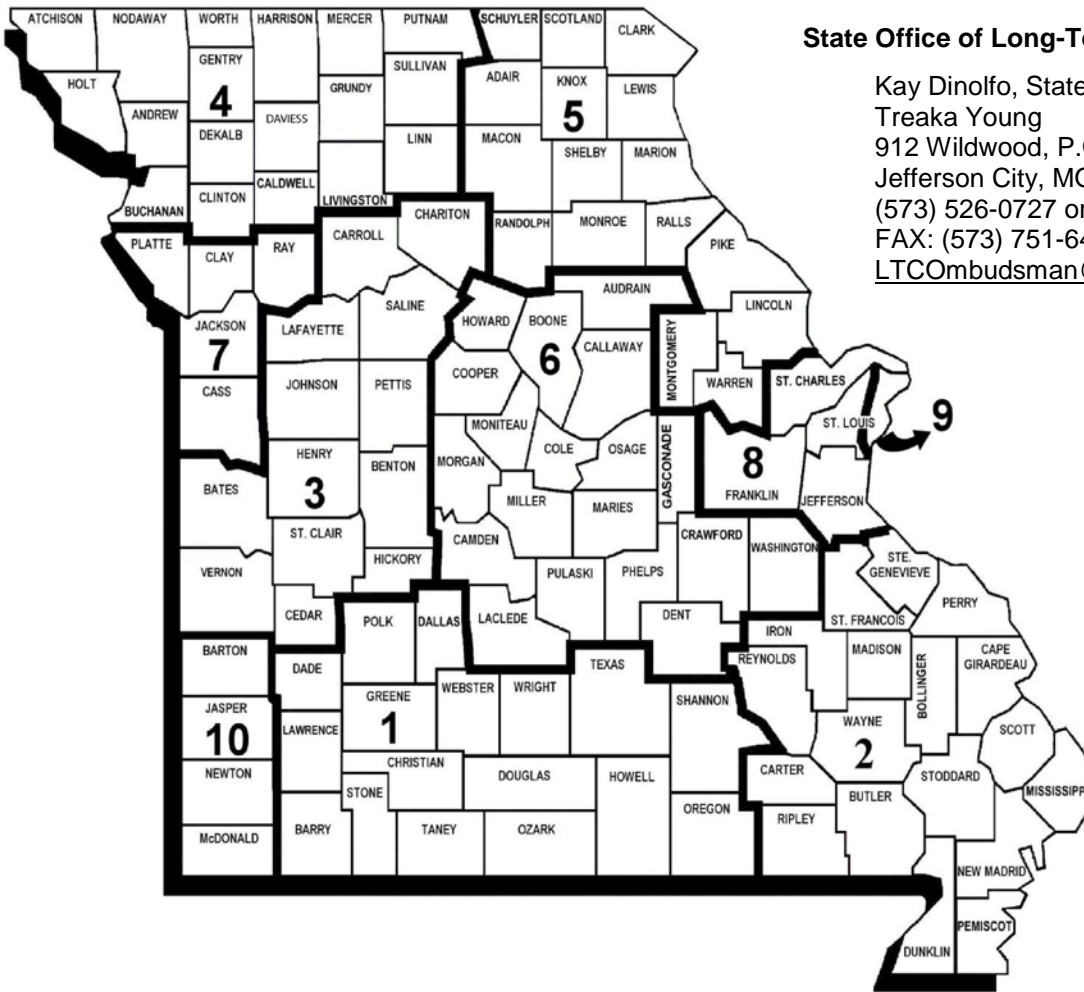 State Office of Long-Te
Kay Dinolfo, State
Treaka Young
912 Wildwood, P.
Jefferson City, MO
(573) 526-0727 or
FAX: (573) 751-64
LTCOmbudsman@
ATCHISON NODAWAY WORTH HARRISON MERCER PUTNAM SCHUYLER SCOTLAND CLARK
HOLT GENTRY SULLIVAN ADAIR KNOX LEWIS
4 GRUNDY 5
ANDREW DAVIESS
DEKALB LINN MACON SHELBY MARION
CLINTON CALDWELL
BUCHANAN LIVINGSTON CHARITON RANDOLPH MONROE RALLS
PLATTE CLAY RAY CARROLL PIKE
AUDRAIN
SALINE LINCOLN
JACKSON LAFAYETTE HOWARD BOONE
7 6
CALLAWAY MONTGOMERY
JOHNSON PETTIS COOPER WARREN ST. CHARLES
CASS ST. LOUIS 9
MONITEAU
HENRY MORGAN COLE OSAGE GASCONADE 8
BENTON FRANKLIN JEFFERSON
BATES 3 MILLER MARIES
ST. CLAIR CAMDEN CRAWFORD WASHINGTON
HICKORY STE.
GENEVIEVE
VERNON PULASKI PHELPS
CEDAR POLK DALLAS LACLEDE DENT ST. FRANCOIS PERRY
IRON
BARTON DADE TEXAS REYNOLDS MADISON CAPE
GIRARDEAU
WEBSTER WRIGHT BOLLINGER
GREENE SHANNON
JASPER LAWRENCE 1 WAYNE SCOTT
10 2
CHRISTIAN CARTER
NEWTON DOUGLAS HOWELL STODDARD
STONE BUTLER MISSISSIPP
OREGON RIPLEY
McDONALD BARRY TANEY OZARK
NEW MADRID
PEMISCOT
DUNKLIN